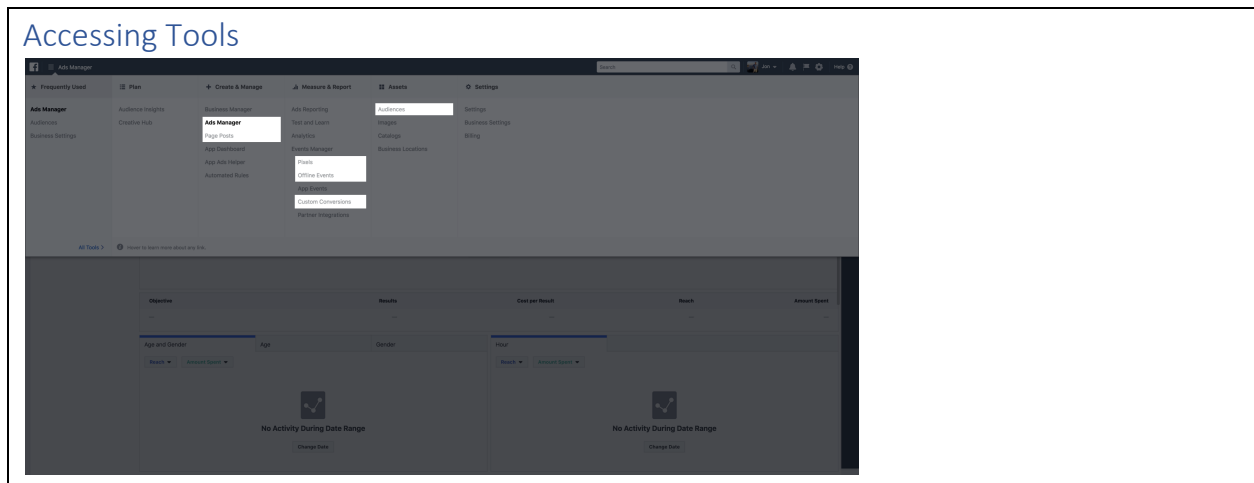 Accessing Tools
Ads Manager
Search
Jan
Help
Frequently Used
Plan
Create & Manage
Measure & Report
Assets
Settings
Ads Manager
Audience Insights
Business Manager
Ads Reporting
Audiences
Settings
Audiences
Creative Hub
Ads Manager
Test and Learn
Images
Business Settings
Business Settings
Page Posts
Analytics
Catalogs
Billing
App Dashboard
Events Manager
Business Locations
App Ads Helper
Pixels
Automated Rules
Offline Events
App Events
Custom Conversions
Partner Integrations
All Tools >
Hover to learn more about any link.
Objective
Results
Cost per Result
Reach
Amount Spent
Age and Gender
Age
Gender
Hour
Reach
Amount Spent
Reach
Amount Spent
No Activity During Date Range
No Activity During Date Range
Change Date
Change Date